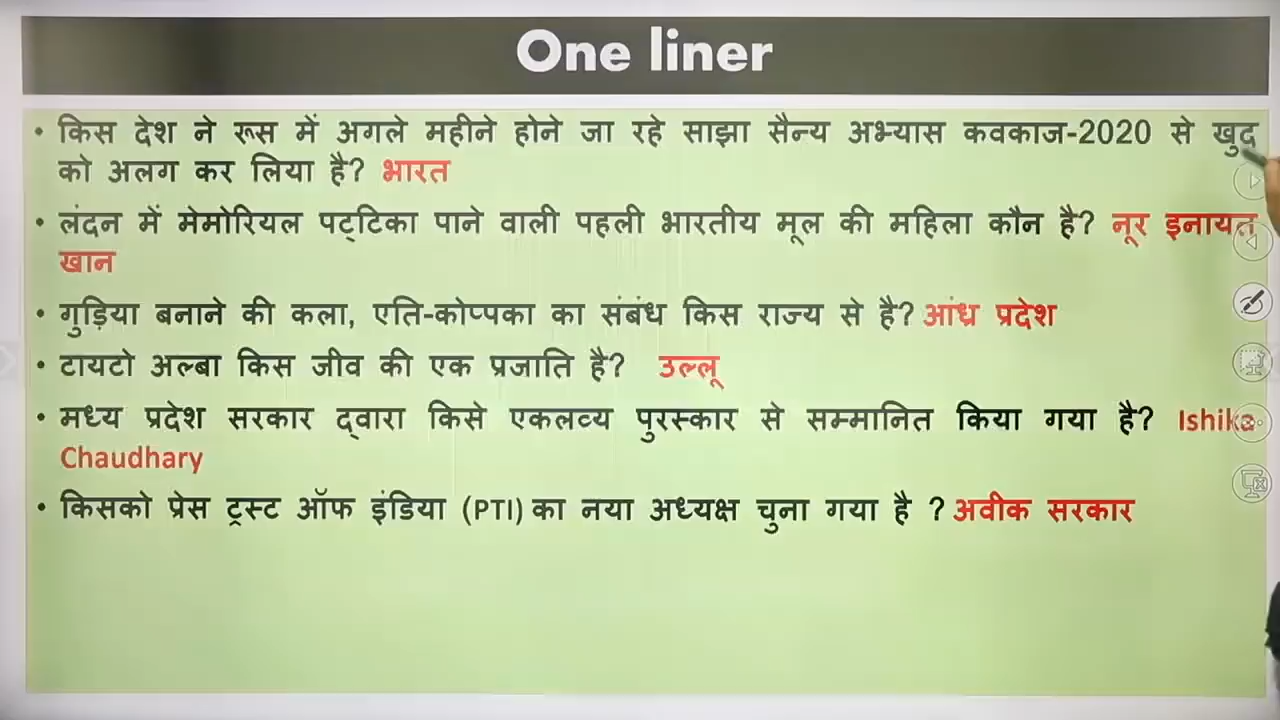 One liner
• किस देश ने रूस में अगले महीने होने जा रहे साझा सैन्य अभ्यास कवकाज-2020 से खुद
को अलग कर लिया है? भारत
• लंदन में मेमोरियल पट्टिका पाने वाली पहली भारतीय मूल की महिला कौन है? नूर इनायत
खान
• गुड़िया बनाने की कला, एति-कोप्पका का संबंध किस राज्य से है? आंध्र प्रदेश
• टायटो अल्बा किस जीव की एक प्रजाति है? उल्लू
• मध्य प्रदेश सरकार द्वारा किसे एकलव्य पुरस्कार से सम्मानित किया गया है? Ishika
Chaudhary
• किसको प्रेस ट्रस्ट ऑफ इंडिया (PTI) का नया अध्यक्ष चुना गया है ? अवीक सरकार